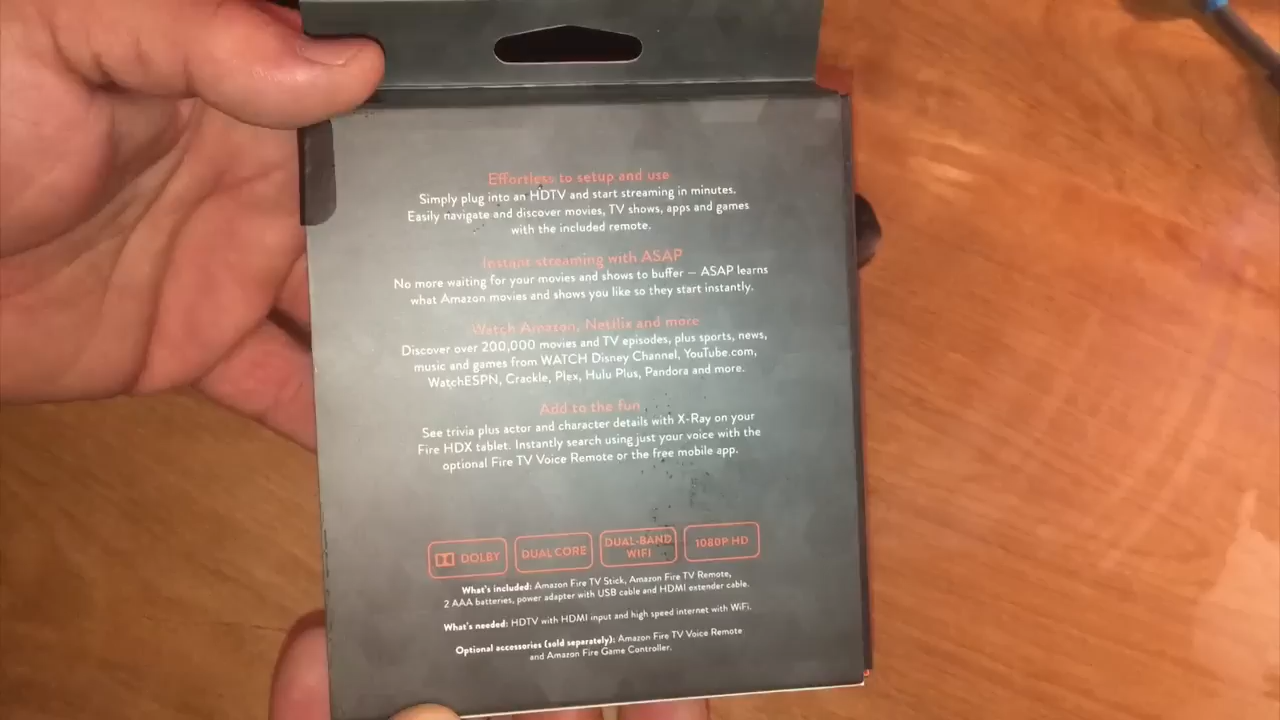 Effortless to setup and use
Simply plug into an HDTV and start streaming in minutes.
Easily navigate and discover movies, TV shows, apps and games
with the included remote.
Instant streaming with ASAP
No more waiting for your movies and shows to buffer – ASAP learns
what Amazon movies and shows you like so they start instantly.
Watch Amazon, Netflix and more
Discover over 200,000 movies and TV episodes, plus sports, news,
music and games from WATCH Disney Channel, YouTube.com,
WatchESPN, Crackle, Plex, Hulu Plus, Pandora and more.
Add to the fun
See trivia plus actor and character details with X-Ray on your
Fire HDX tablet. Instantly search using just your voice with the
optional Fire TV Voice Remote or the free mobile app.
DOLBY
DUAL CORE
DUAL-BAND
WIFI
1080P HD
What's included: Amazon Fire TV Stick, Amazon Fire TV Remote,
2 AAA batteries, power adapter with USB cable and HDMI extender cable.
What's needed: HDTV with HDMI input and high speed internet with WiFi.
Optional accessories (sold separately): Amazon Fire TV Voice Remote
and Amazon Fire Game Controller.